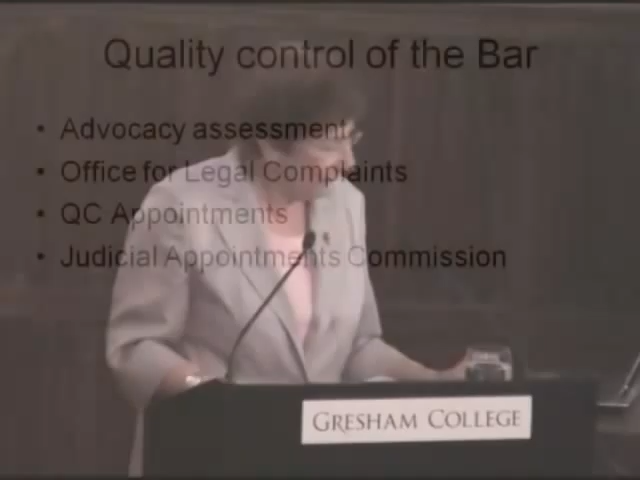 Quality control of the Bar
• Advocacy assessment
• Office for Legal Complaints
• QC Appointments
• Judicial Appointments Commission
GRESHAM COLLEGE